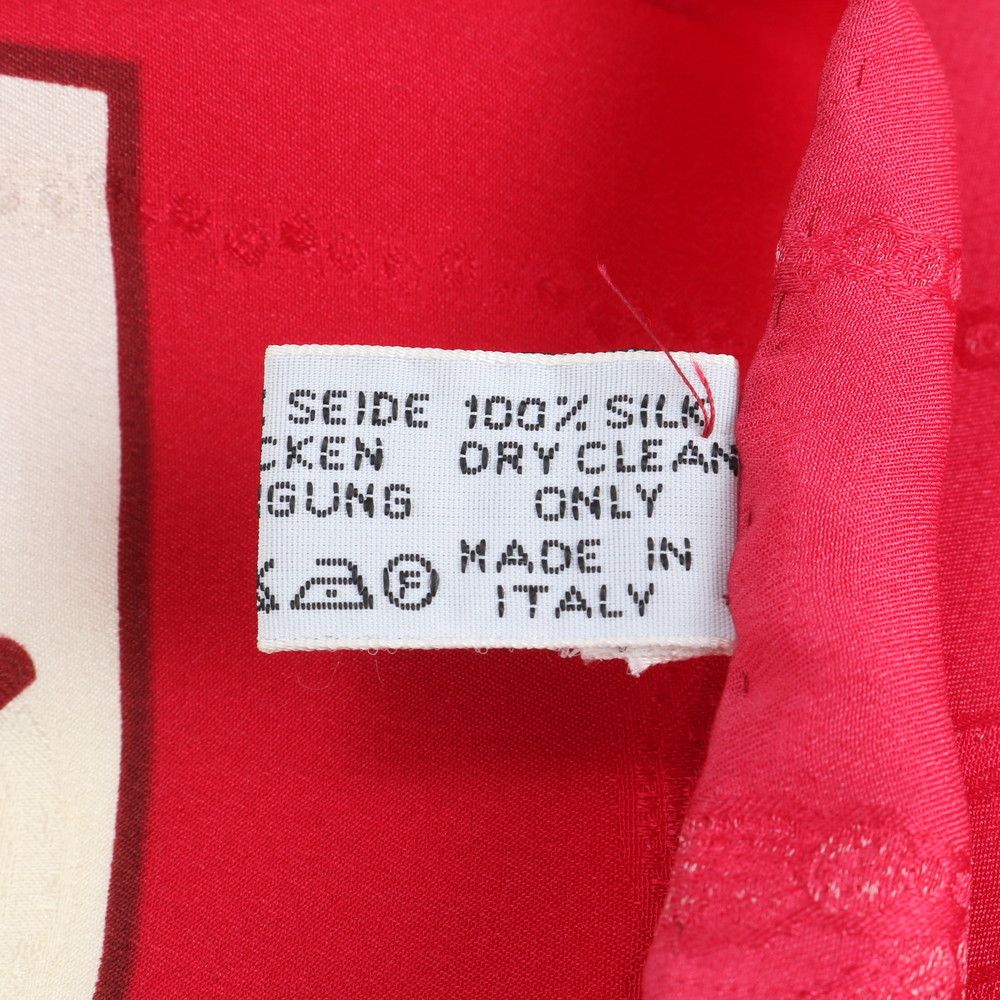 SEIDE 100% SILK
CKEN DRY CLEAN
GUNG ONLY
F MADE IN
ITALY